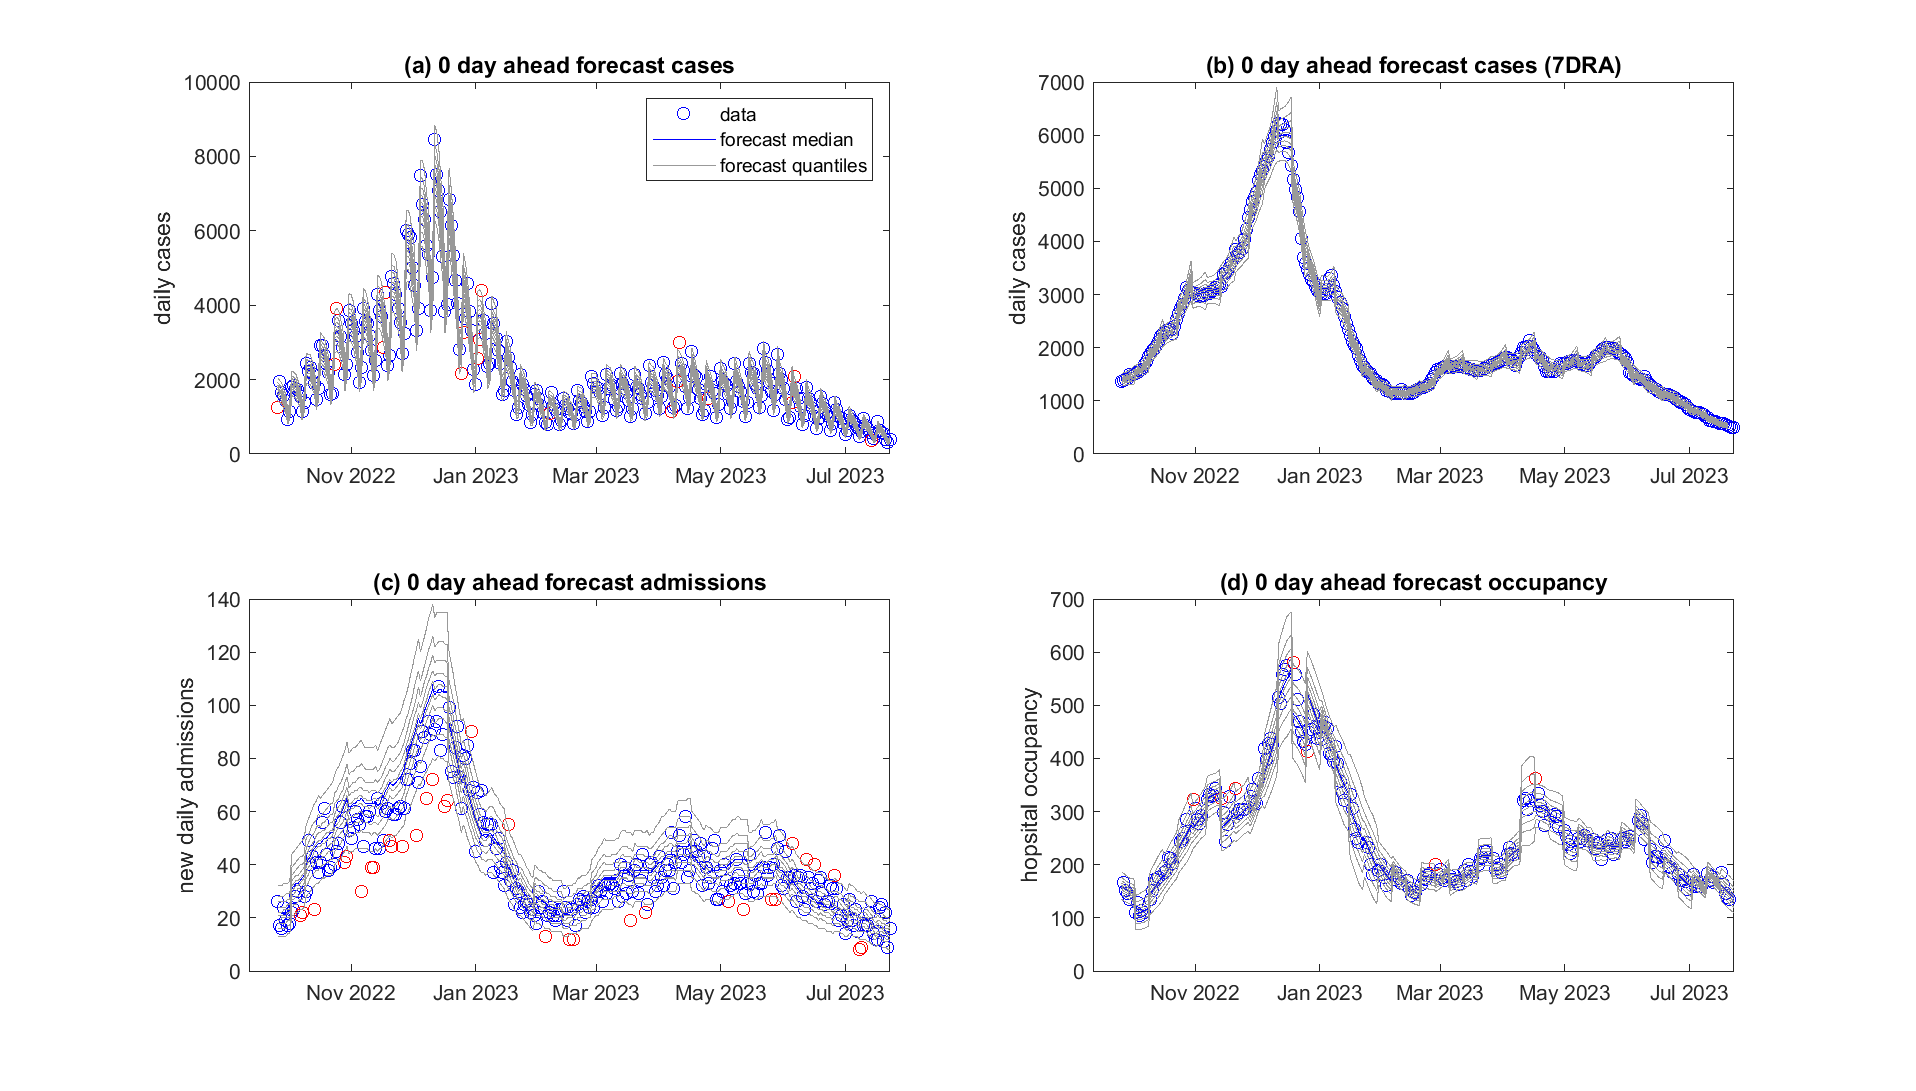 (a) 0 day ahead forecast cases
10000
8000
6000
4000
2000
0
daily cases
data
forecast median
forecast quantiles
Nov 2022 Jan 2023 Mar 2023 May 2023 Jul 2023
(b) 0 day ahead forecast cases (7DRA)
7000
6000
5000
4000
3000
2000
1000
0
daily cases
Nov 2022 Jan 2023 Mar 2023 May 2023 Jul 2023
(c) 0 day ahead forecast admissions
140
120
100
80
60
40
20
0
new daily admissions
Nov 2022 Jan 2023 Mar 2023 May 2023 Jul 2023
(d) 0 day ahead forecast occupancy
700
600
500
400
300
200
100
0
hopsital occupancy
Nov 2022 Jan 2023 Mar 2023 May 2023 Jul 2023